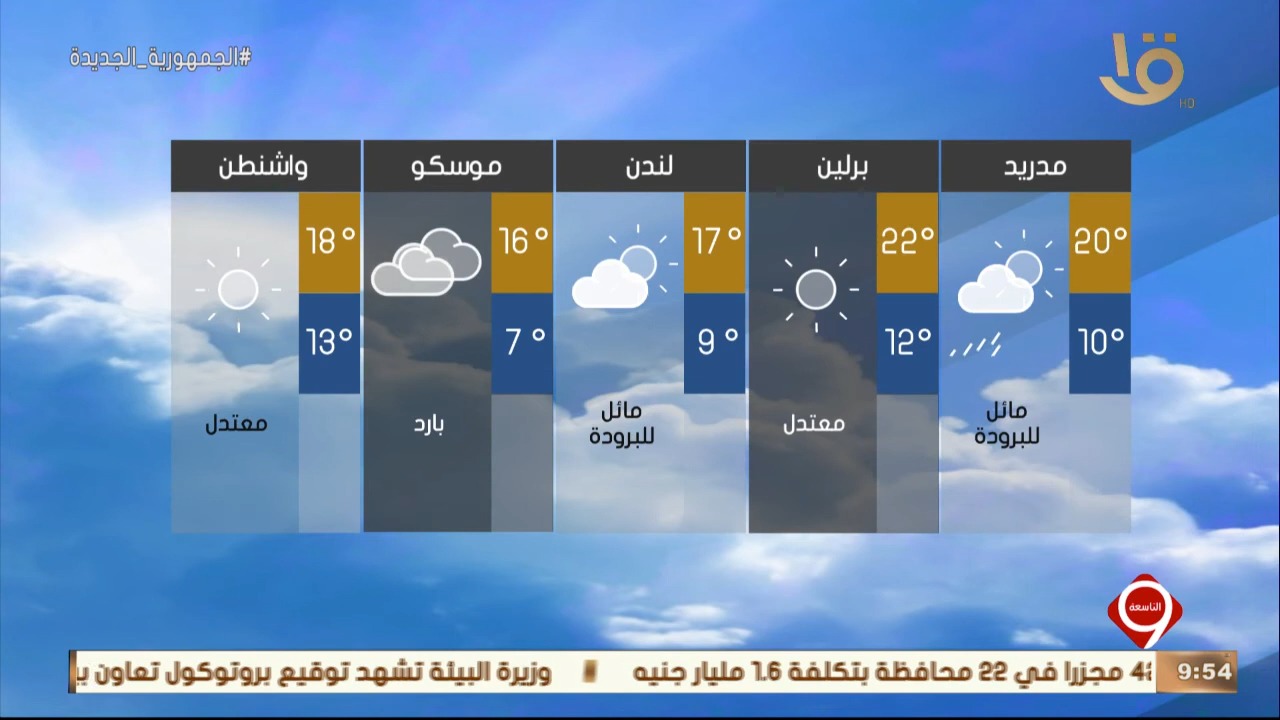 #الجمهورية_الجديدة
HD
مدريد
20°
10°
مائل
للبرودة
برلين
22°
12°
معتدل
لندن
17°
9°
مائل
للبرودة
موسكو
16°
7°
بارد
واشنطن
18°
13°
معتدل
التاسعة
9
9:54
مجزرا في 22 محافظة بتكلفة 1.6 مليار جنيه
وزيرة البيئة تشهد توقيع بروتوكول تعاون